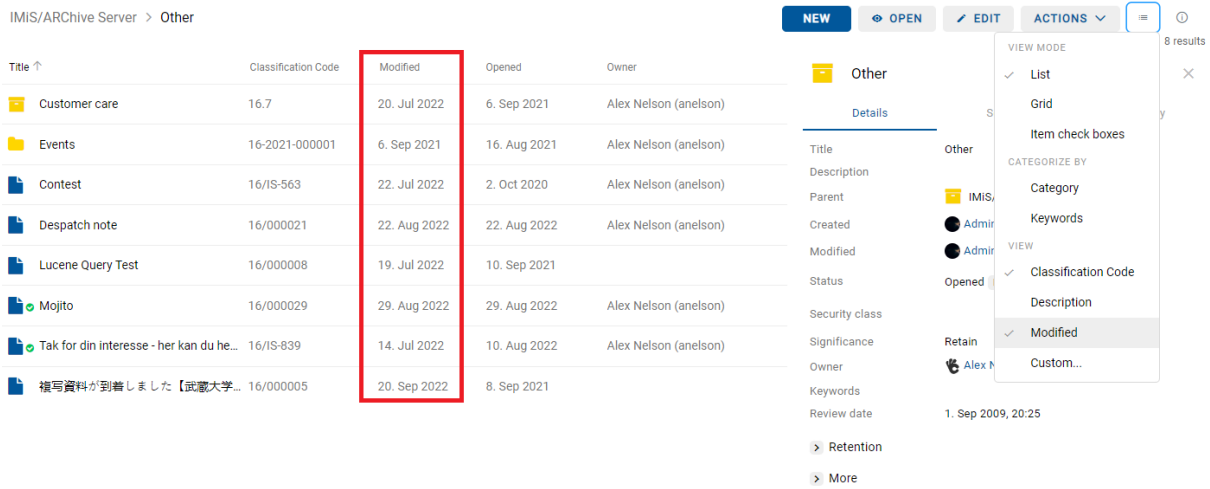 IMiS/ARChive Server > Other
NEW OPEN EDIT ACTIONS
8 results
Title Classification Code Modified Opened Owner
Customer care 16.7 20. Jul 2022 6. Sep 2021 Alex Nelson (anelson)
Events 16-2021-000001 6. Sep 2021 16. Aug 2021 Alex Nelson (anelson)
Contest 16/IS-563 22. Jul 2022 2. Oct 2020 Alex Nelson (anelson)
Despatch note 16/000021 22. Aug 2022 22. Aug 2022 Alex Nelson (anelson)
Lucene Query Test 16/000008 19. Jul 2022 10. Sep 2021
Mojito 16/000029 29. Aug 2022 29. Aug 2022 Alex Nelson (anelson)
Tak for din interesse - her kan du he... 16/IS-839 14. Jul 2022 10. Aug 2022 Alex Nelson (anelson)
複写資料が到着しました【武蔵大学... 16/000005 20. Sep 2022 8. Sep 2021
Other
Details S y
Title Other
Description
Parent IMiS/
Created Admir
Modified Admir
Status Opened
Security class
Significance Retain
Owner Alex N
Keywords
Review date 1. Sep 2009, 20:25
> Retention
> More
VIEW MODE
List
Grid
Item check boxes
CATEGORIZE BY
Category
Keywords
VIEW
Classification Code
Description
Modified
Custom...